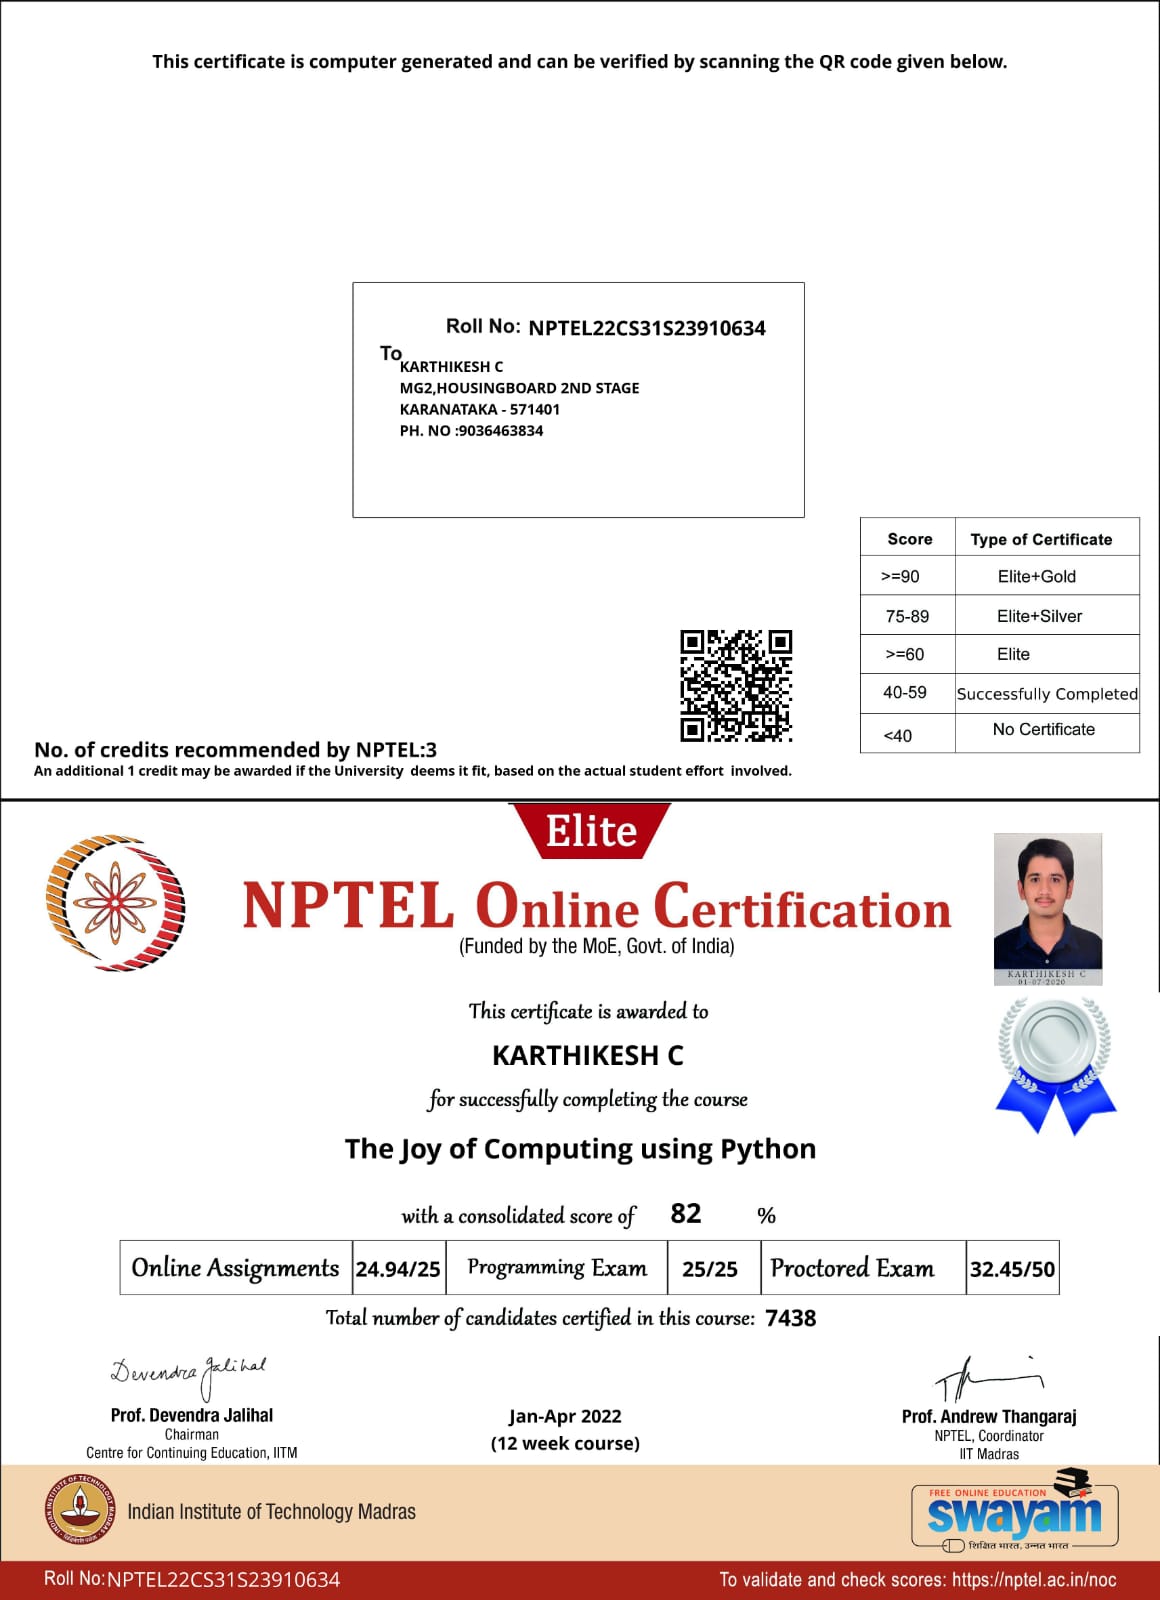 This certificate is computer generated and can be verified by scanning the QR code given below.
Roll No: NPTEL22CS31S23910634
To
KARTHIKESH C
MG2,HOUSINGBOARD 2ND STAGE
KARANATAKA - 571401
PH. NO :9036463834
Score Type of Certificate
>=90 Elite+Gold
75-89 Elite+Silver
>=60 Elite
40-59 Successfully Completed
<40 No Certificate
No. of credits recommended by NPTEL:3
An additional 1 credit may be awarded if the University deems it fit, based on the actual student effort involved.
Elite
NPTEL Online Certification
(Funded by the MoE, Govt. of India)
KARTHIKESH C
01-07-2020
This certificate is awarded to
KARTHIKESH C
for successfully completing the course
The Joy of Computing using Python
with a consolidated score of 82 %
Online Assignments 24.94/25 Programming Exam 25/25 Proctored Exam 32.45/50
Total number of candidates certified in this course: 7438
Devendra Jalihal
Prof. Devendra Jalihal
Chairman
Centre for Continuing Education, IITM
Jan-Apr 2022
(12 week course)
Prof. Andrew Thangaraj
NPTEL, Coordinator
IIT Madras
INDIAN INSTITUTE OF TECHNOLOGY MADRAS
Indian Institute of Technology Madras
FREE ONLINE EDUCATION
swayam
शिक्षित भारत, उन्नत भारत
Roll No:NPTEL22CS31S23910634
To validate and check scores: https://nptel.ac.in/noc